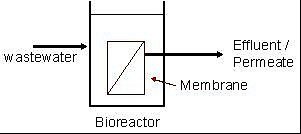 wastewater
Effluent /
Permeate
Membrane
Bioreactor